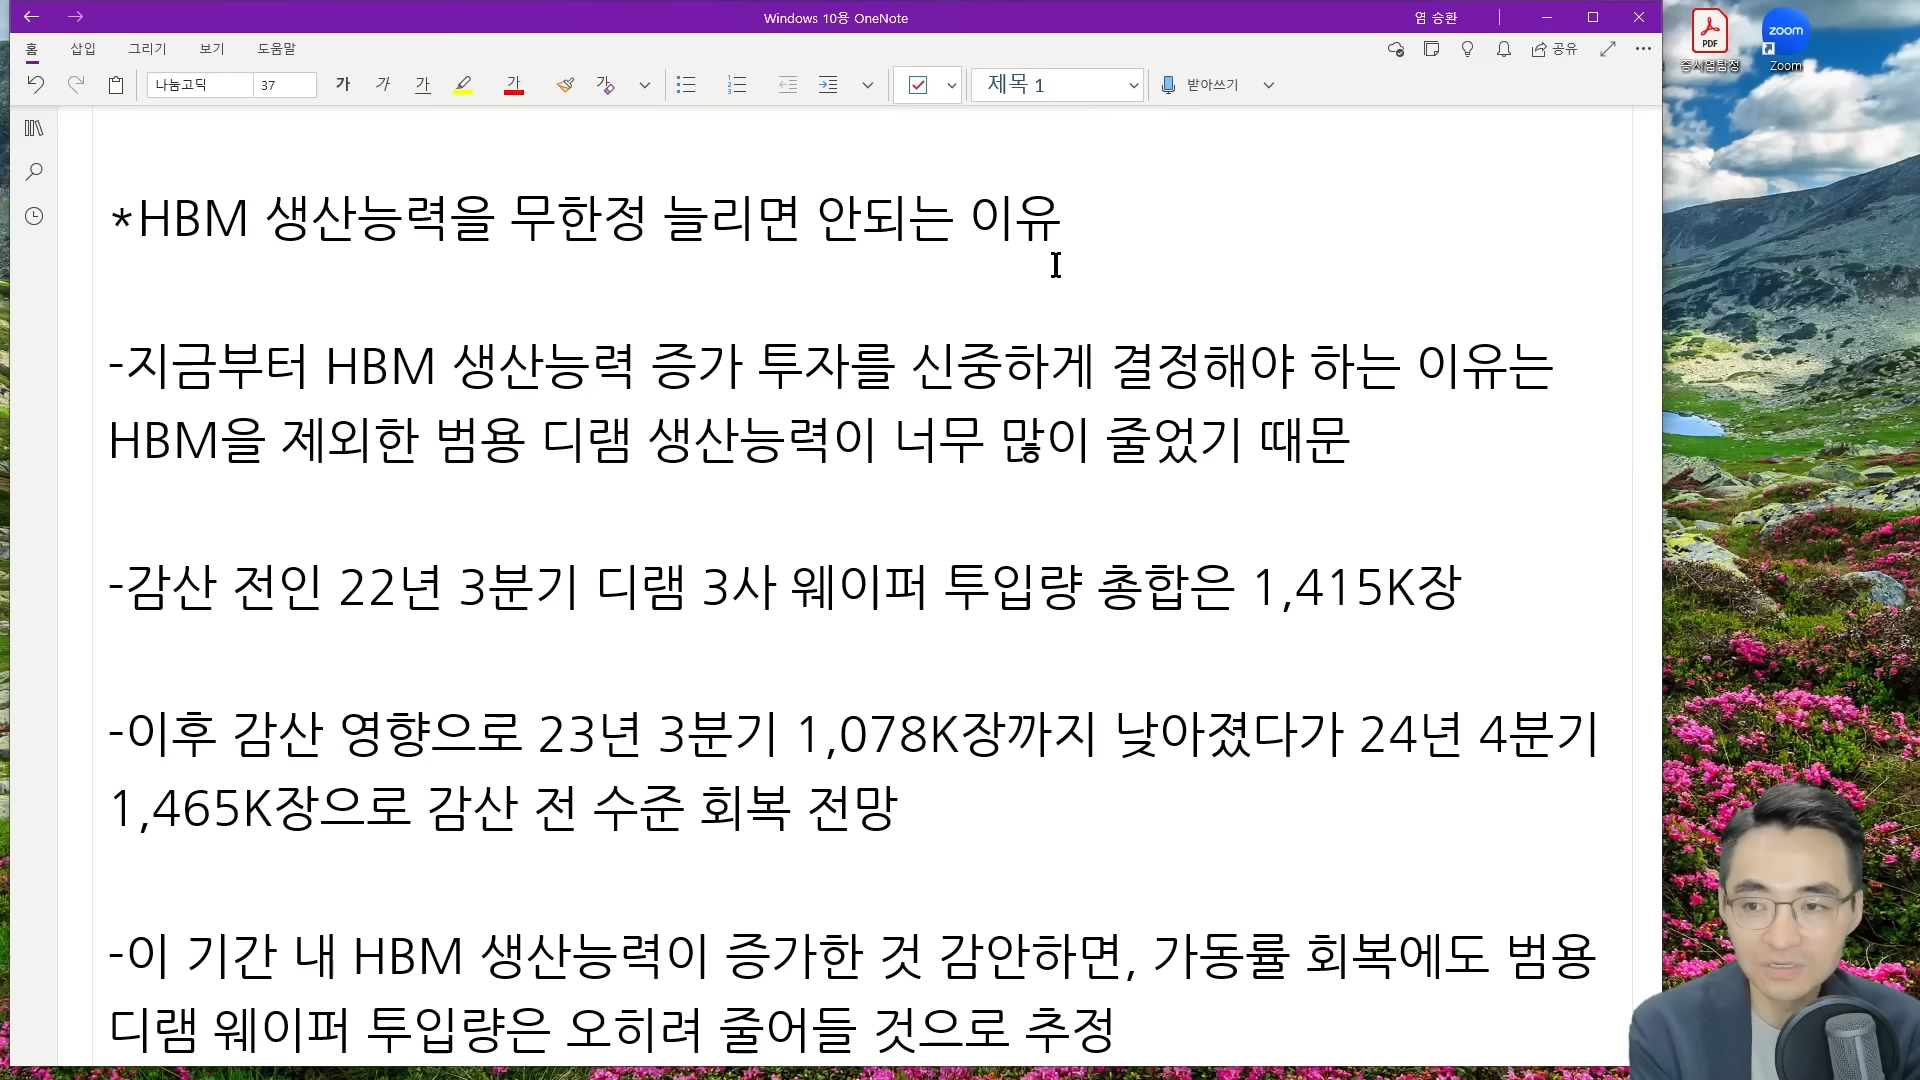 Windows 10용 OneNote
염 승환
홈 삽입 그리기 보기 도움말
공유
나눔고딕 37 가 가 가 가 가 제목 1 받아쓰기
*HBM 생산능력을 무한정 늘리면 안되는 이유
-지금부터 HBM 생산능력 증가 투자를 신중하게 결정해야 하는 이유는
HBM을 제외한 범용 디램 생산능력이 너무 많이 줄었기 때문
-감산 전인 22년 3분기 디램 3사 웨이퍼 투입량 총합은 1,415K장
-이후 감산 영향으로 23년 3분기 1,078K장까지 낮아졌다가 24년 4분기
1,465K장으로 감산 전 수준 회복 전망
-이 기간 내 HBM 생산능력이 증가한 것 감안하면, 가동률 회복에도 범용
디램 웨이퍼 투입량은 오히려 줄어들 것으로 추정
PDF
zoom
Zoom